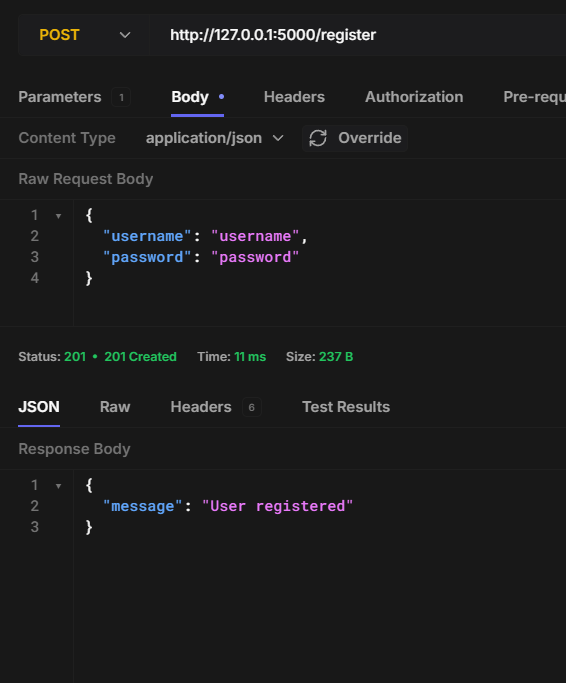 POST http://127.0.0.1:5000/register
Parameters 1 Body • Headers Authorization Pre-requ
Content Type application/json Override
Raw Request Body
1 {
2 "username": "username",
3 "password": "password"
4 }
Status: 201 • 201 Created Time: 11 ms Size: 237 B
JSON Raw Headers 6 Test Results
Response Body
1 {
2 "message": "User registered"
3 }